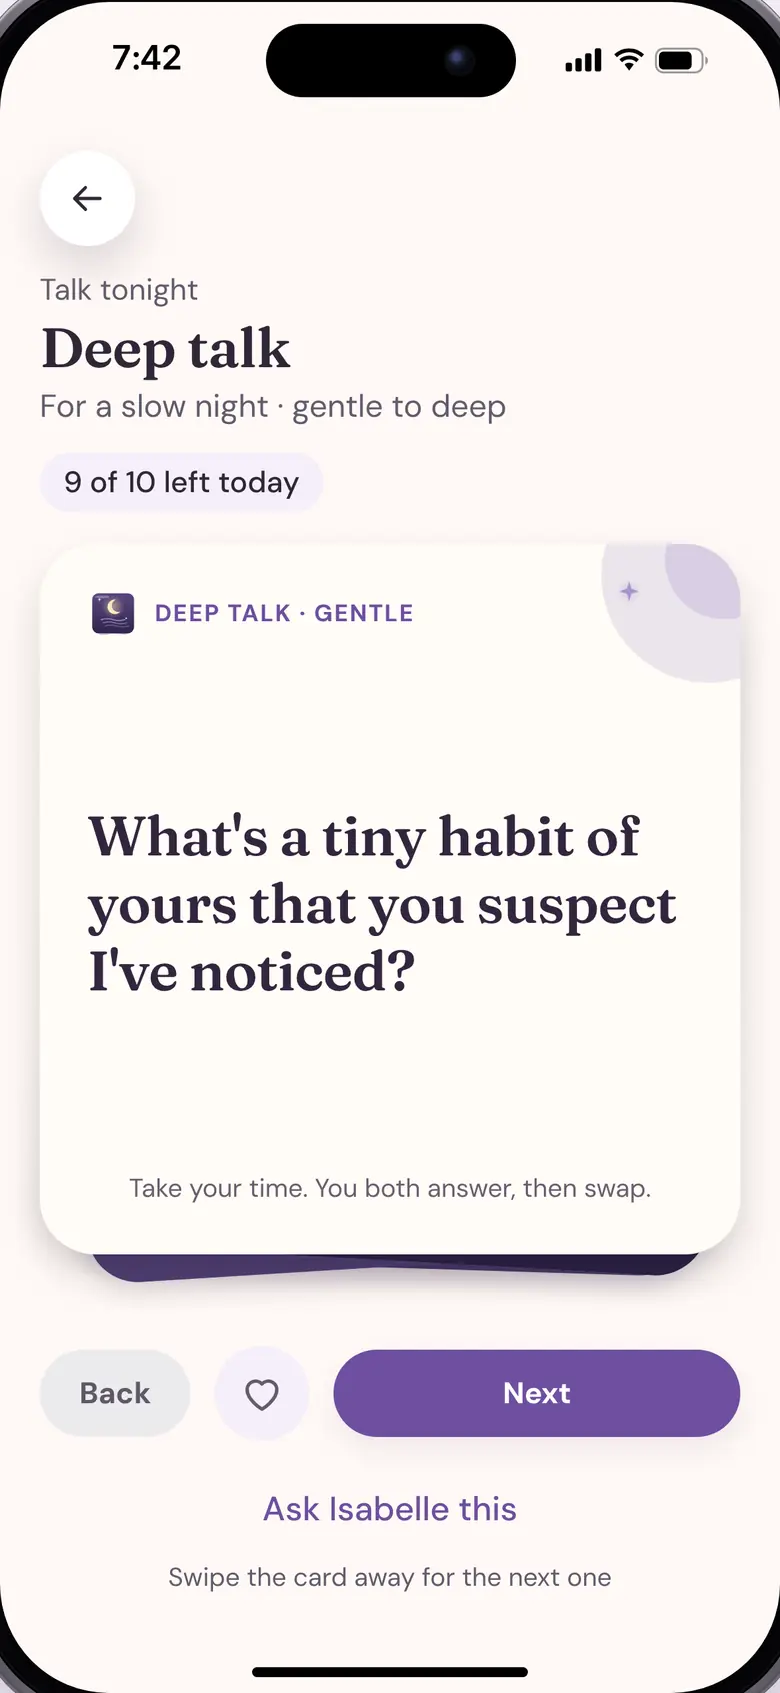 7:42
Talk tonight
Deep talk
For a slow night · gentle to deep
9 of 10 left today
DEEP TALK · GENTLE
What's a tiny habit of
yours that you suspect
I've noticed?
Take your time. You both answer, then swap.
Back
Next
Ask Isabelle this
Swipe the card away for the next one